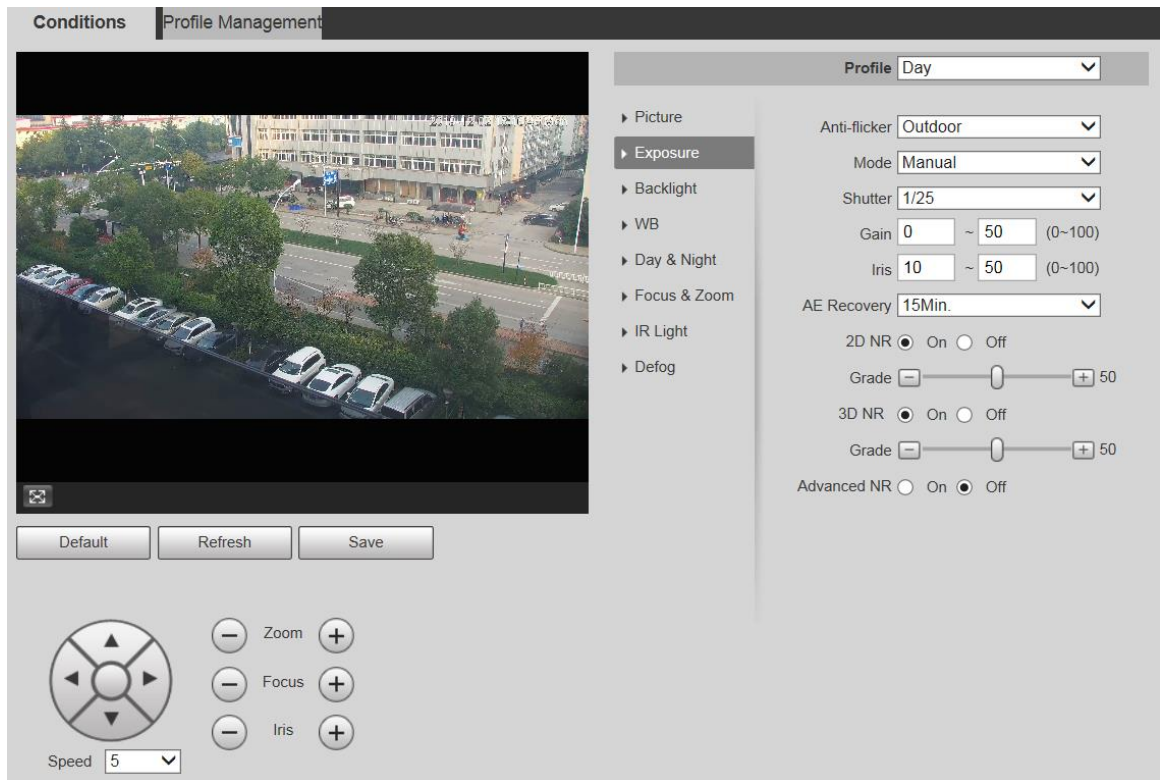 Conditions Profile Management
Profile Day
Picture
Exposure
Backlight
WB
Day & Night
Focus & Zoom
IR Light
Defog
Anti-flicker Outdoor
Mode Manual
Shutter 1/25
Gain 0 ~ 50 (0~100)
Iris 10 ~ 50 (0~100)
AE Recovery 15Min.
2D NR On Off
Grade 50
3D NR On Off
Grade 50
Advanced NR On Off
Default Refresh Save
Zoom
Focus
Iris
Speed 5